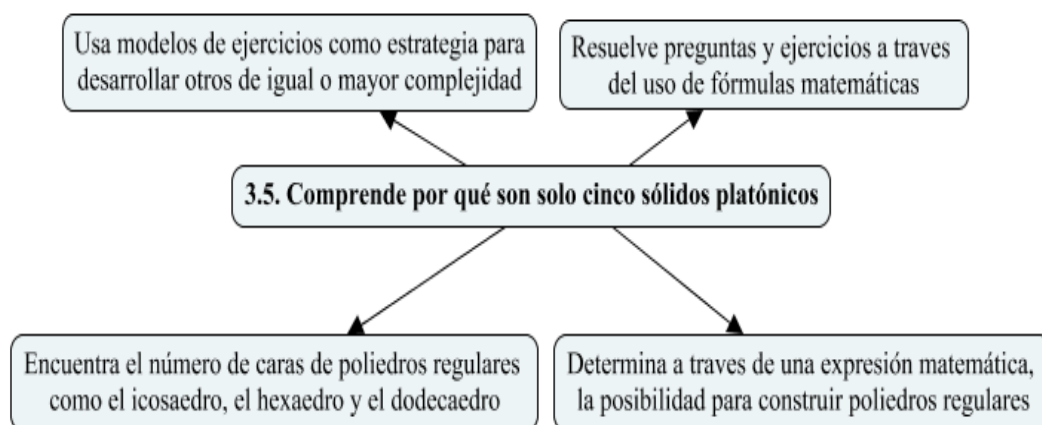 Usa modelos de ejercicios como estrategia para
desarrollar otros de igual o mayor complejidad
Resuelve preguntas y ejercicios a traves
del uso de fórmulas matemáticas
3.5. Comprende por qué son solo cinco sólidos platónicos
Encuentra el número de caras de poliedros regulares
como el icosaedro, el hexaedro y el dodecaedro
Determina a traves de una expresión matemática,
la posibilidad para construir poliedros regulares